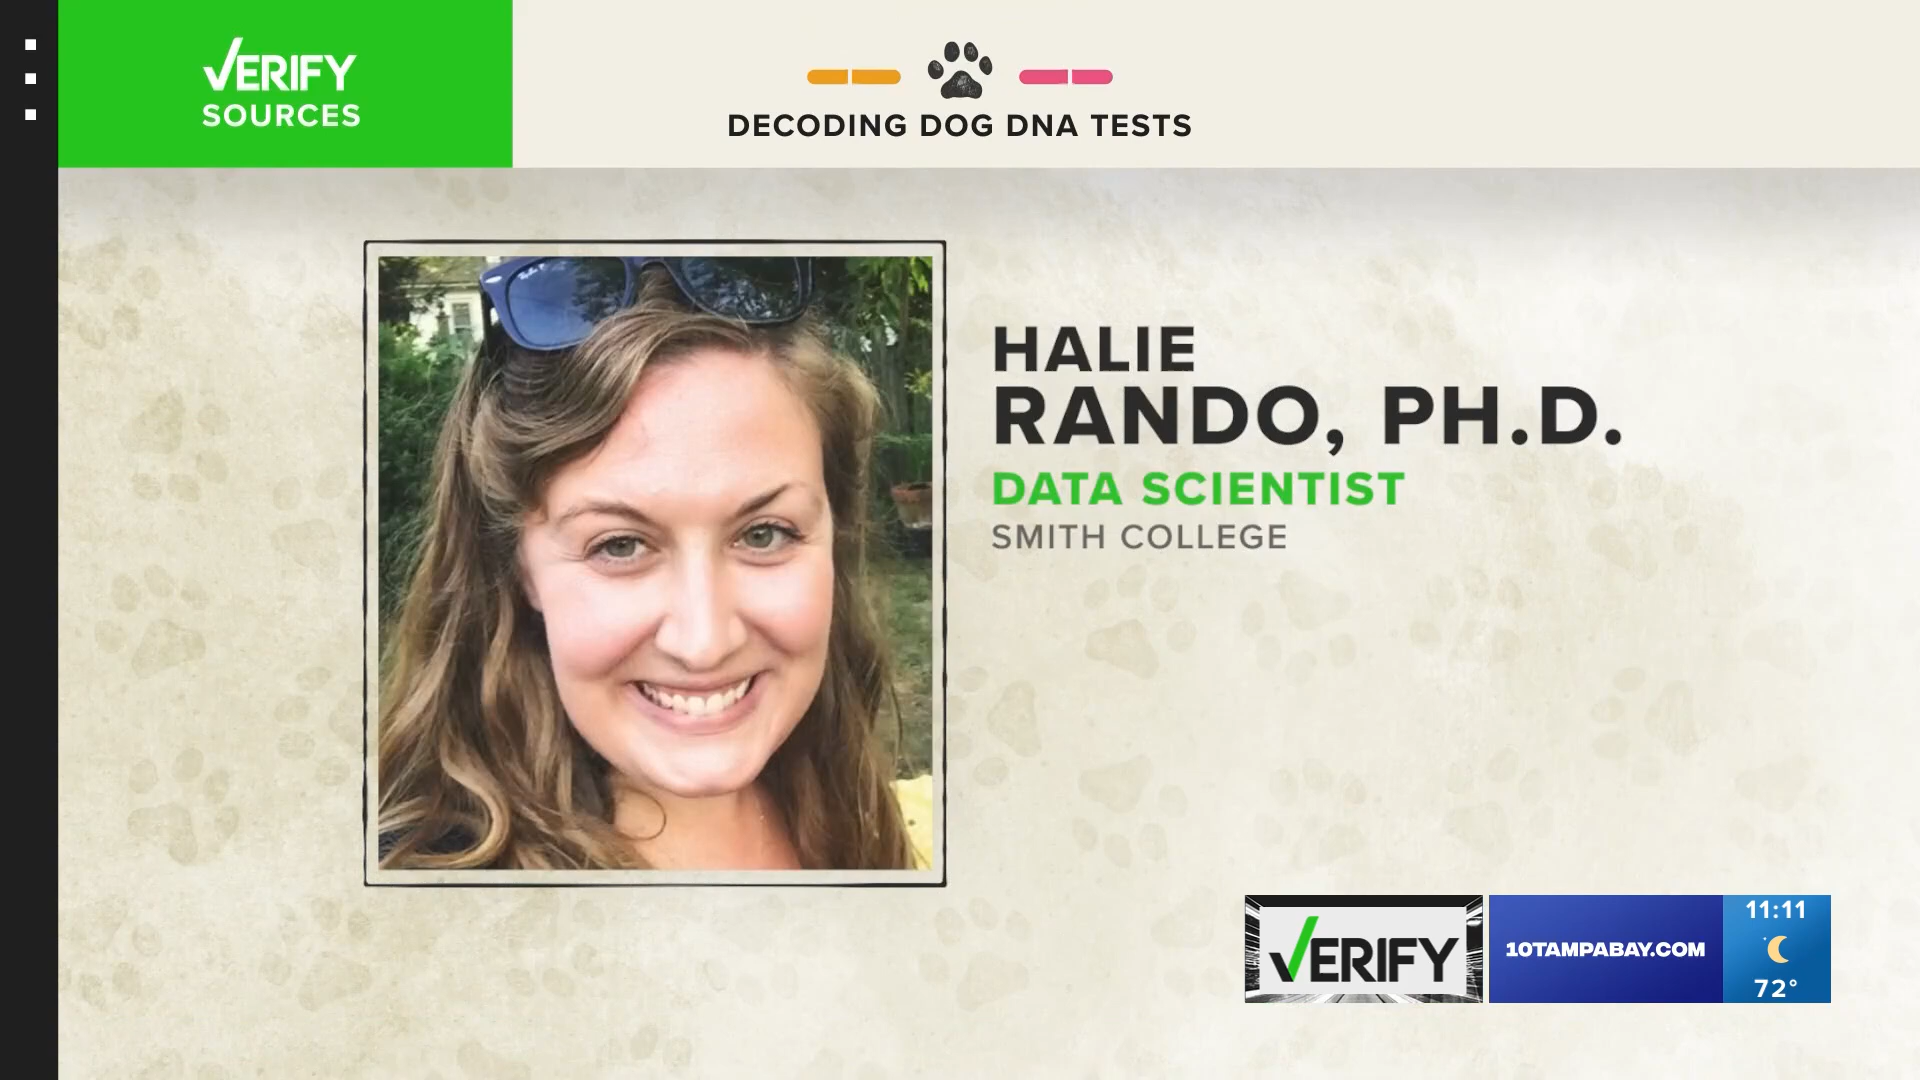 VERIFY
SOURCES
DECODING DOG DNA TESTS
HALIE
RANDO, PH.D.
DATA SCIENTIST
SMITH COLLEGE
VERIFY
10TAMPABAY.COM
11:11
72°